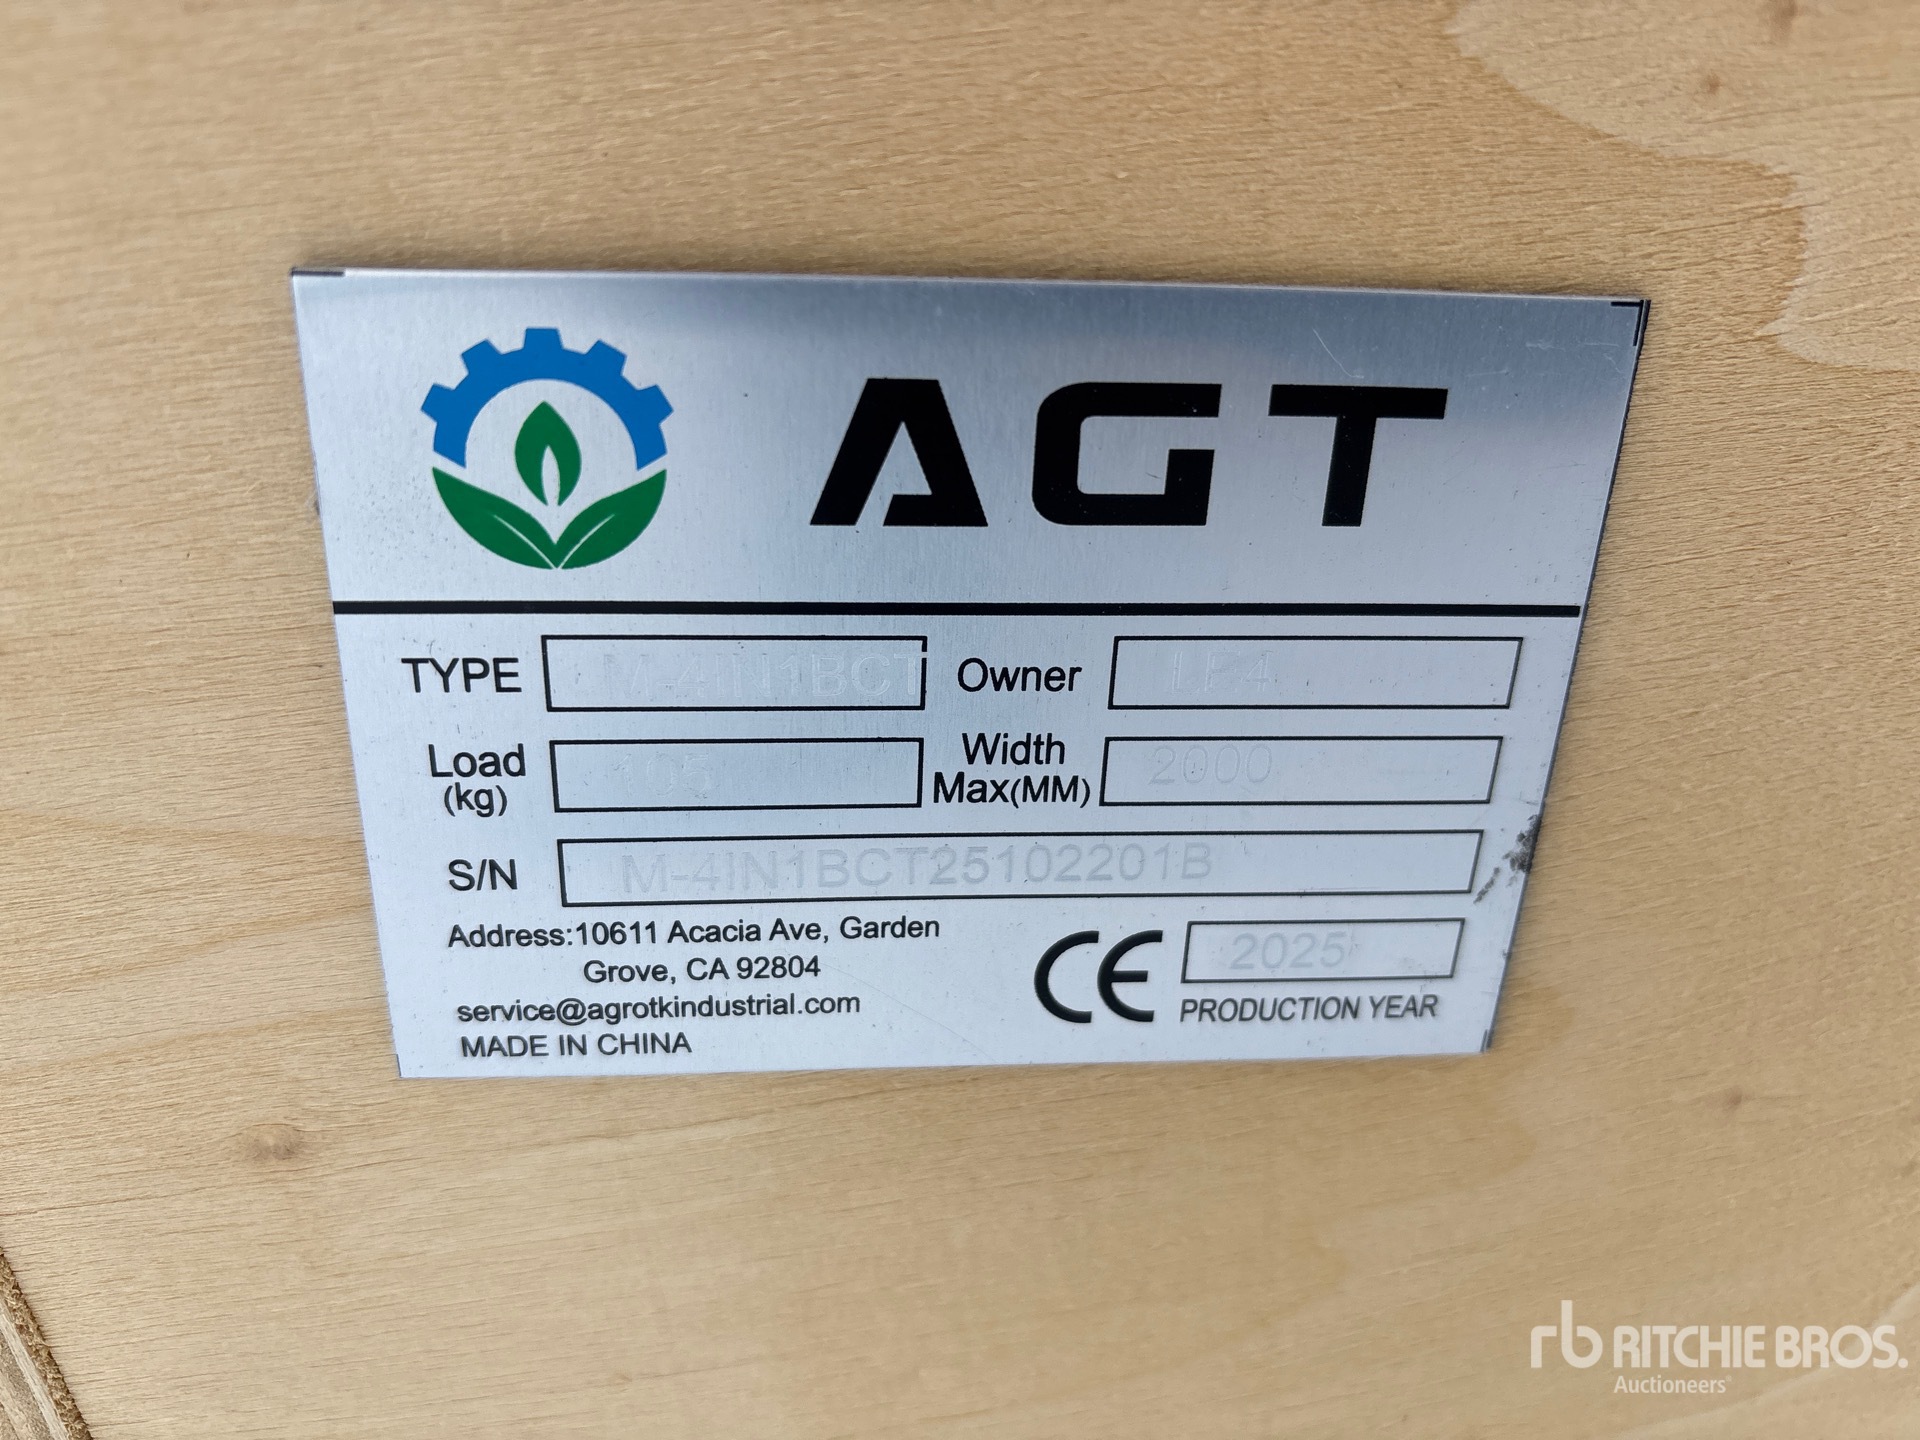 AGT
TYPE M-4IN1BCT Owner
Load (kg) 105 Width Max(MM) 2000
S/N M-4IN1BCT25102201B
Address:10611 Acacia Ave, Garden
Grove, CA 92804
service@agrotkindustrial.com
MADE IN CHINA
CE 2025
PRODUCTION YEAR
rb RITCHIE BROS.
Auctioneers